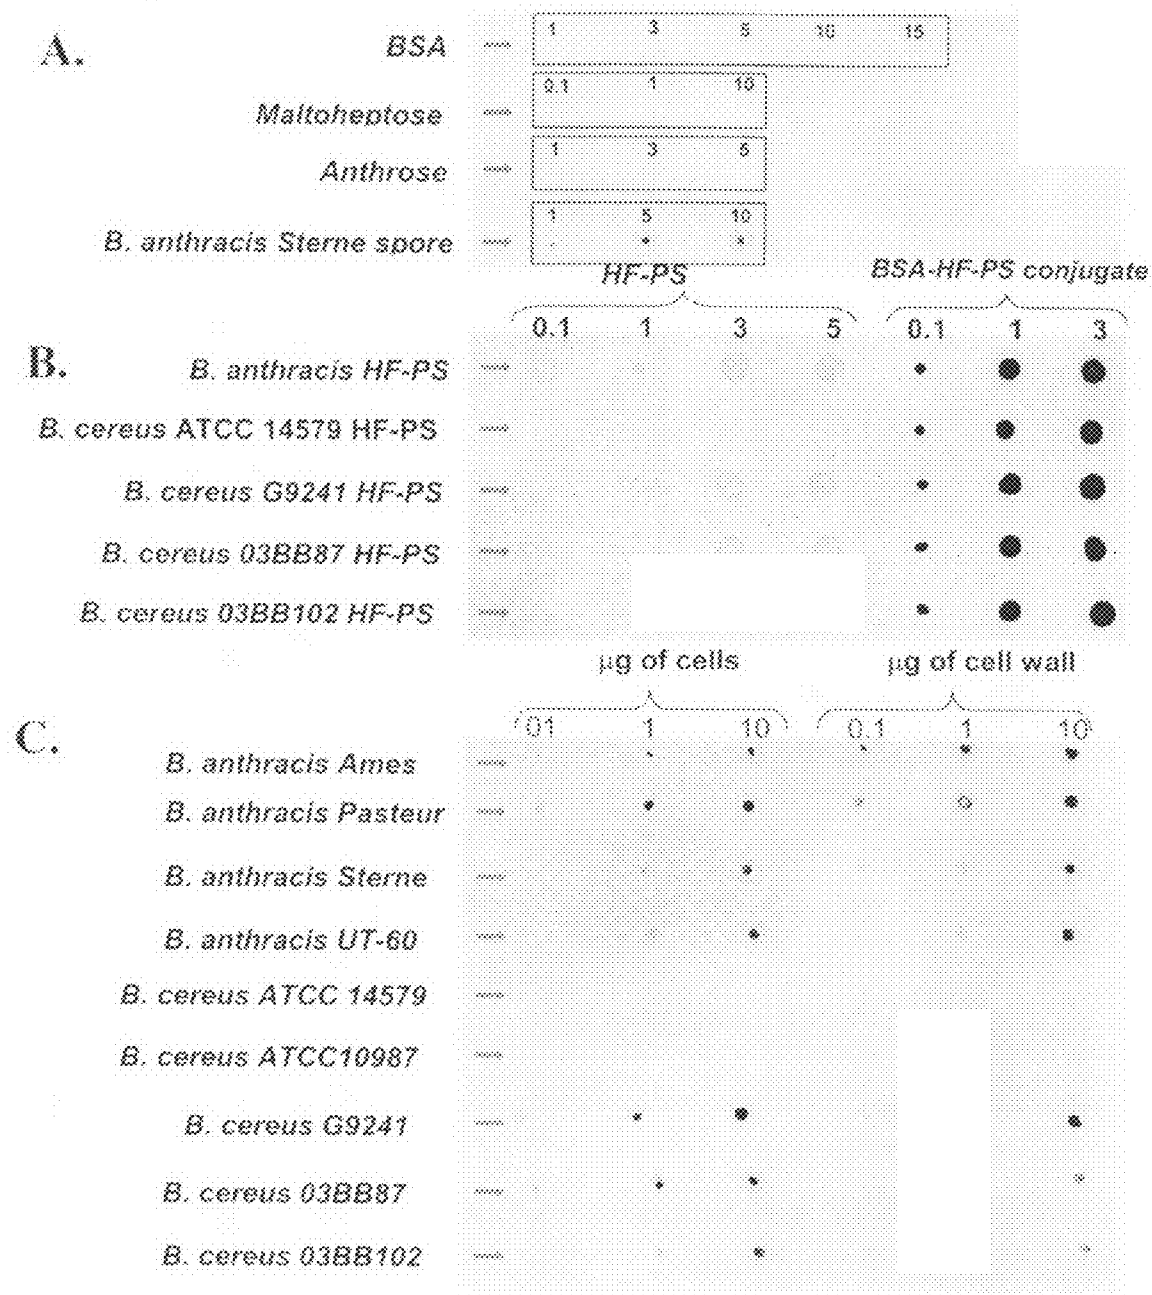 A.
BSA 1 3 5 10 15
Maltoheptose 0.1 1 10
Anthrose 1 3 5
B. anthracis Sterne spore 1 5 10
HF-PS BSA-HF-PS conjugate
0.1 1 3 5 0.1 1 3
B.
B. anthracis HF-PS
B. cereus ATCC 14579 HF-PS
B. cereus G9241 HF-PS
B. cereus 03BB87 HF-PS
B. cereus 03BB102 HF-PS
µg of cells µg of cell wall
C.
01 1 10 0.1 1 10
B. anthracis Ames
B. anthracis Pasteur
B. anthracis Sterne
B. anthracis UT-60
B. cereus ATCC 14579
B. cereus ATCC10987
B. cereus G9241
B. cereus 03BB87
B. cereus 03BB102